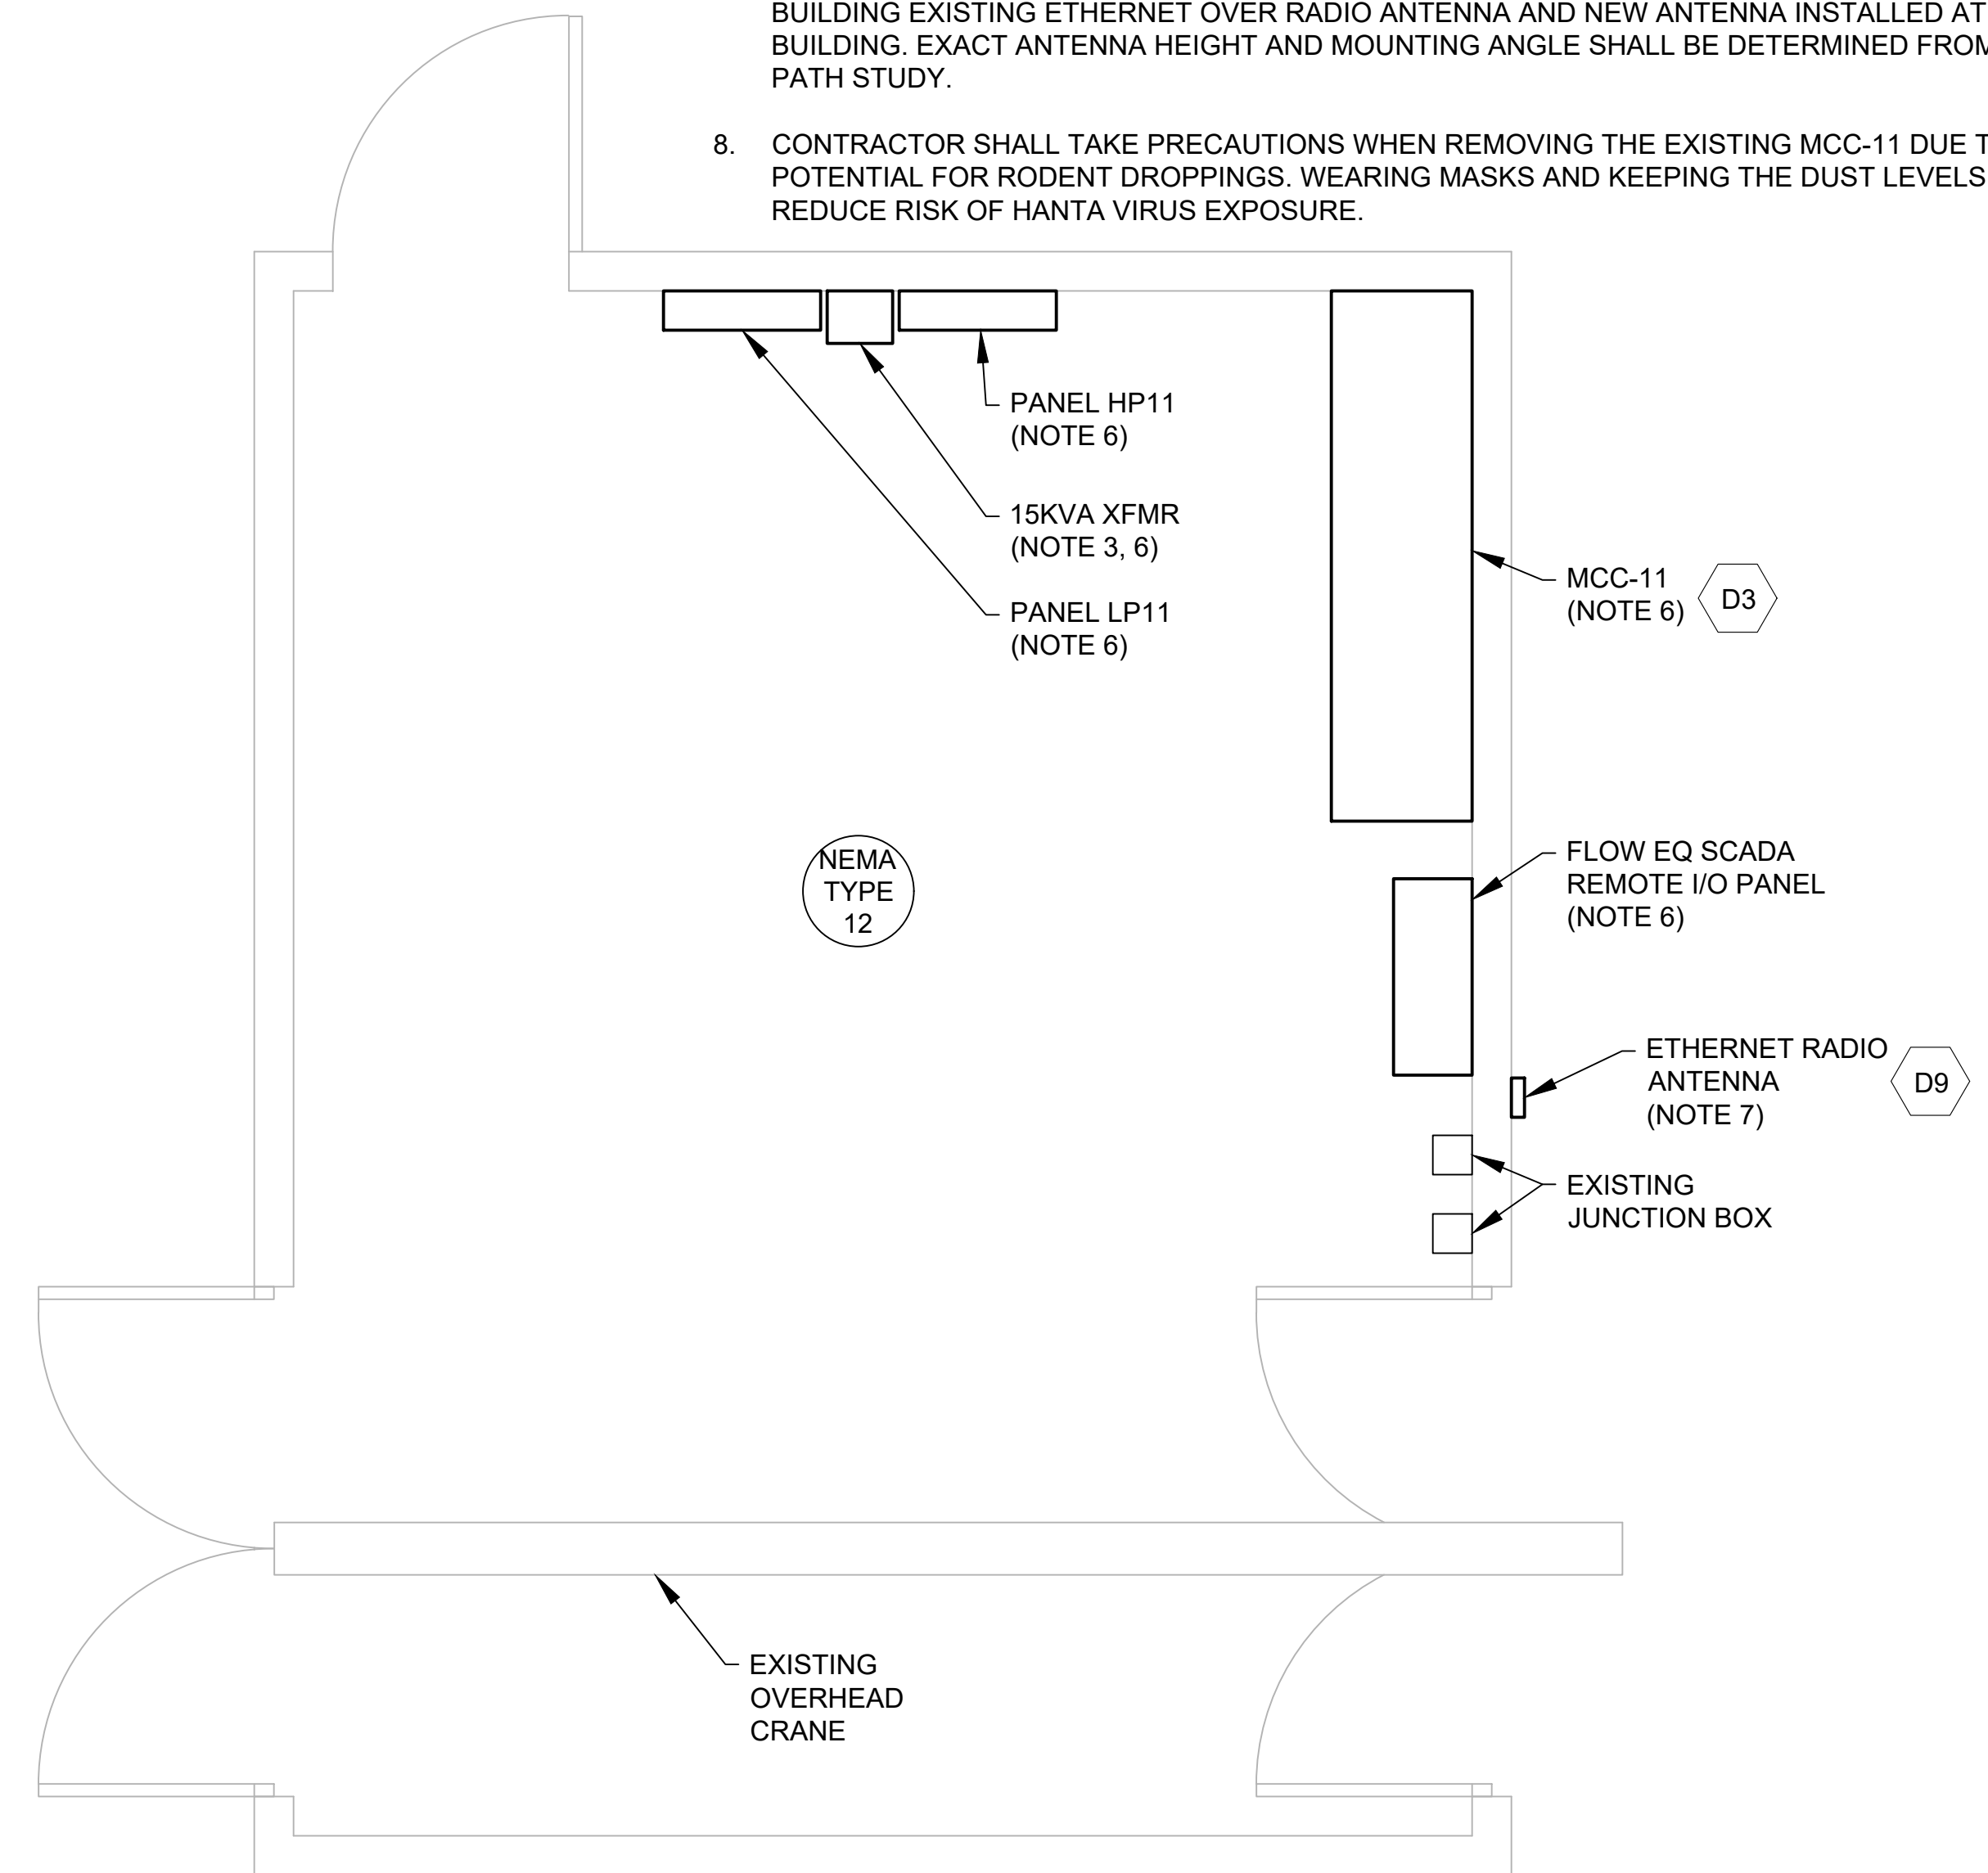 BUILDING EXISTING ETHERNET OVER RADIO ANTENNA AND NEW ANTENNA INSTALLED AT
BUILDING. EXACT ANTENNA HEIGHT AND MOUNTING ANGLE SHALL BE DETERMINED FROM
PATH STUDY.
8. CONTRACTOR SHALL TAKE PRECAUTIONS WHEN REMOVING THE EXISTING MCC-11 DUE
POTENTIAL FOR RODENT DROPPINGS. WEARING MASKS AND KEEPING THE DUST LEVELS
REDUCE RISK OF HANTA VIRUS EXPOSURE.
PANEL HP11
(NOTE 6)
15KVA XFMR
(NOTE 3, 6)
PANEL LP11
(NOTE 6)
MCC-11
(NOTE 6)
D3
NEMA
TYPE
12
FLOW EQ SCADA
REMOTE I/O PANEL
(NOTE 6)
ETHERNET RADIO
ANTENNA
(NOTE 7)
D9
EXISTING
JUNCTION BOX
EXISTING
OVERHEAD
CRANE